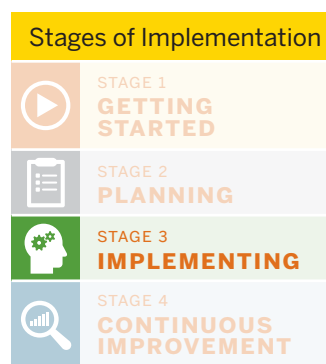 Stages of Implementation
STAGE 1
GETTING
STARTED
STAGE 2
PLANNING
STAGE 3
IMPLEMENTING
STAGE 4
CONTINUOUS
IMPROVEMENT